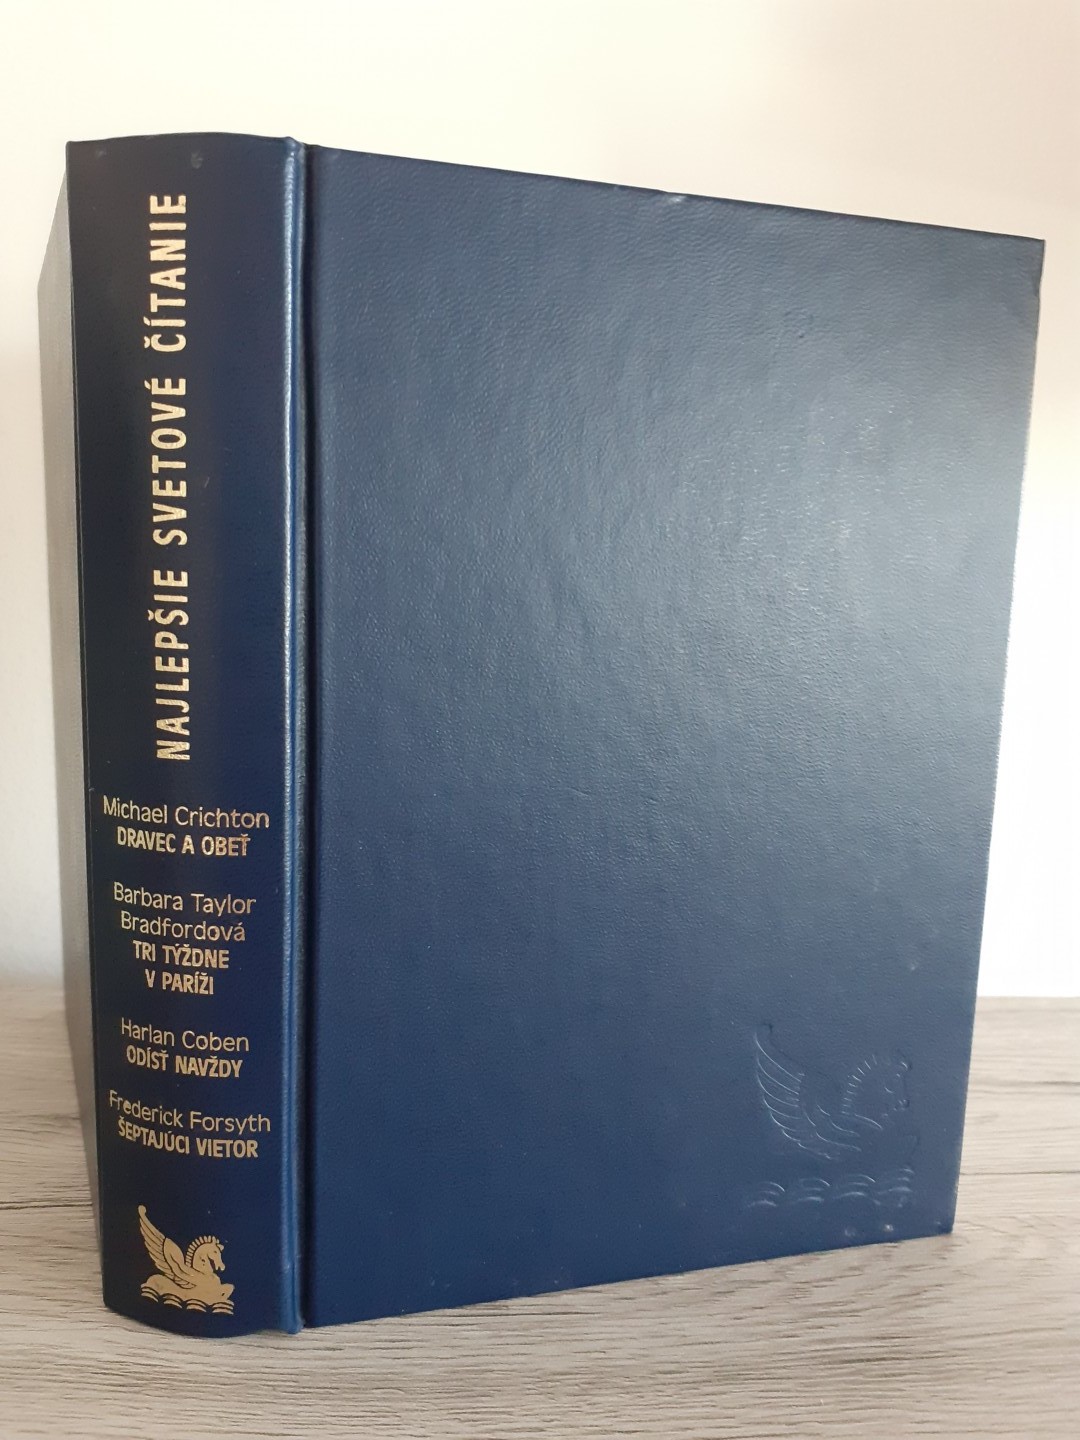 NAJLEPŠIE SVETOVÉ ČÍTANIE
Michael Crichton
DRAVEC A OBEŤ
Barbara Taylor
Bradfordová
TRI TÝŽDNE
V PARÍŽI
Harlan Coben
ODÍSŤ NAVŽDY
Frederick Forsyth
ŠEPTAJÚCI VIETOR